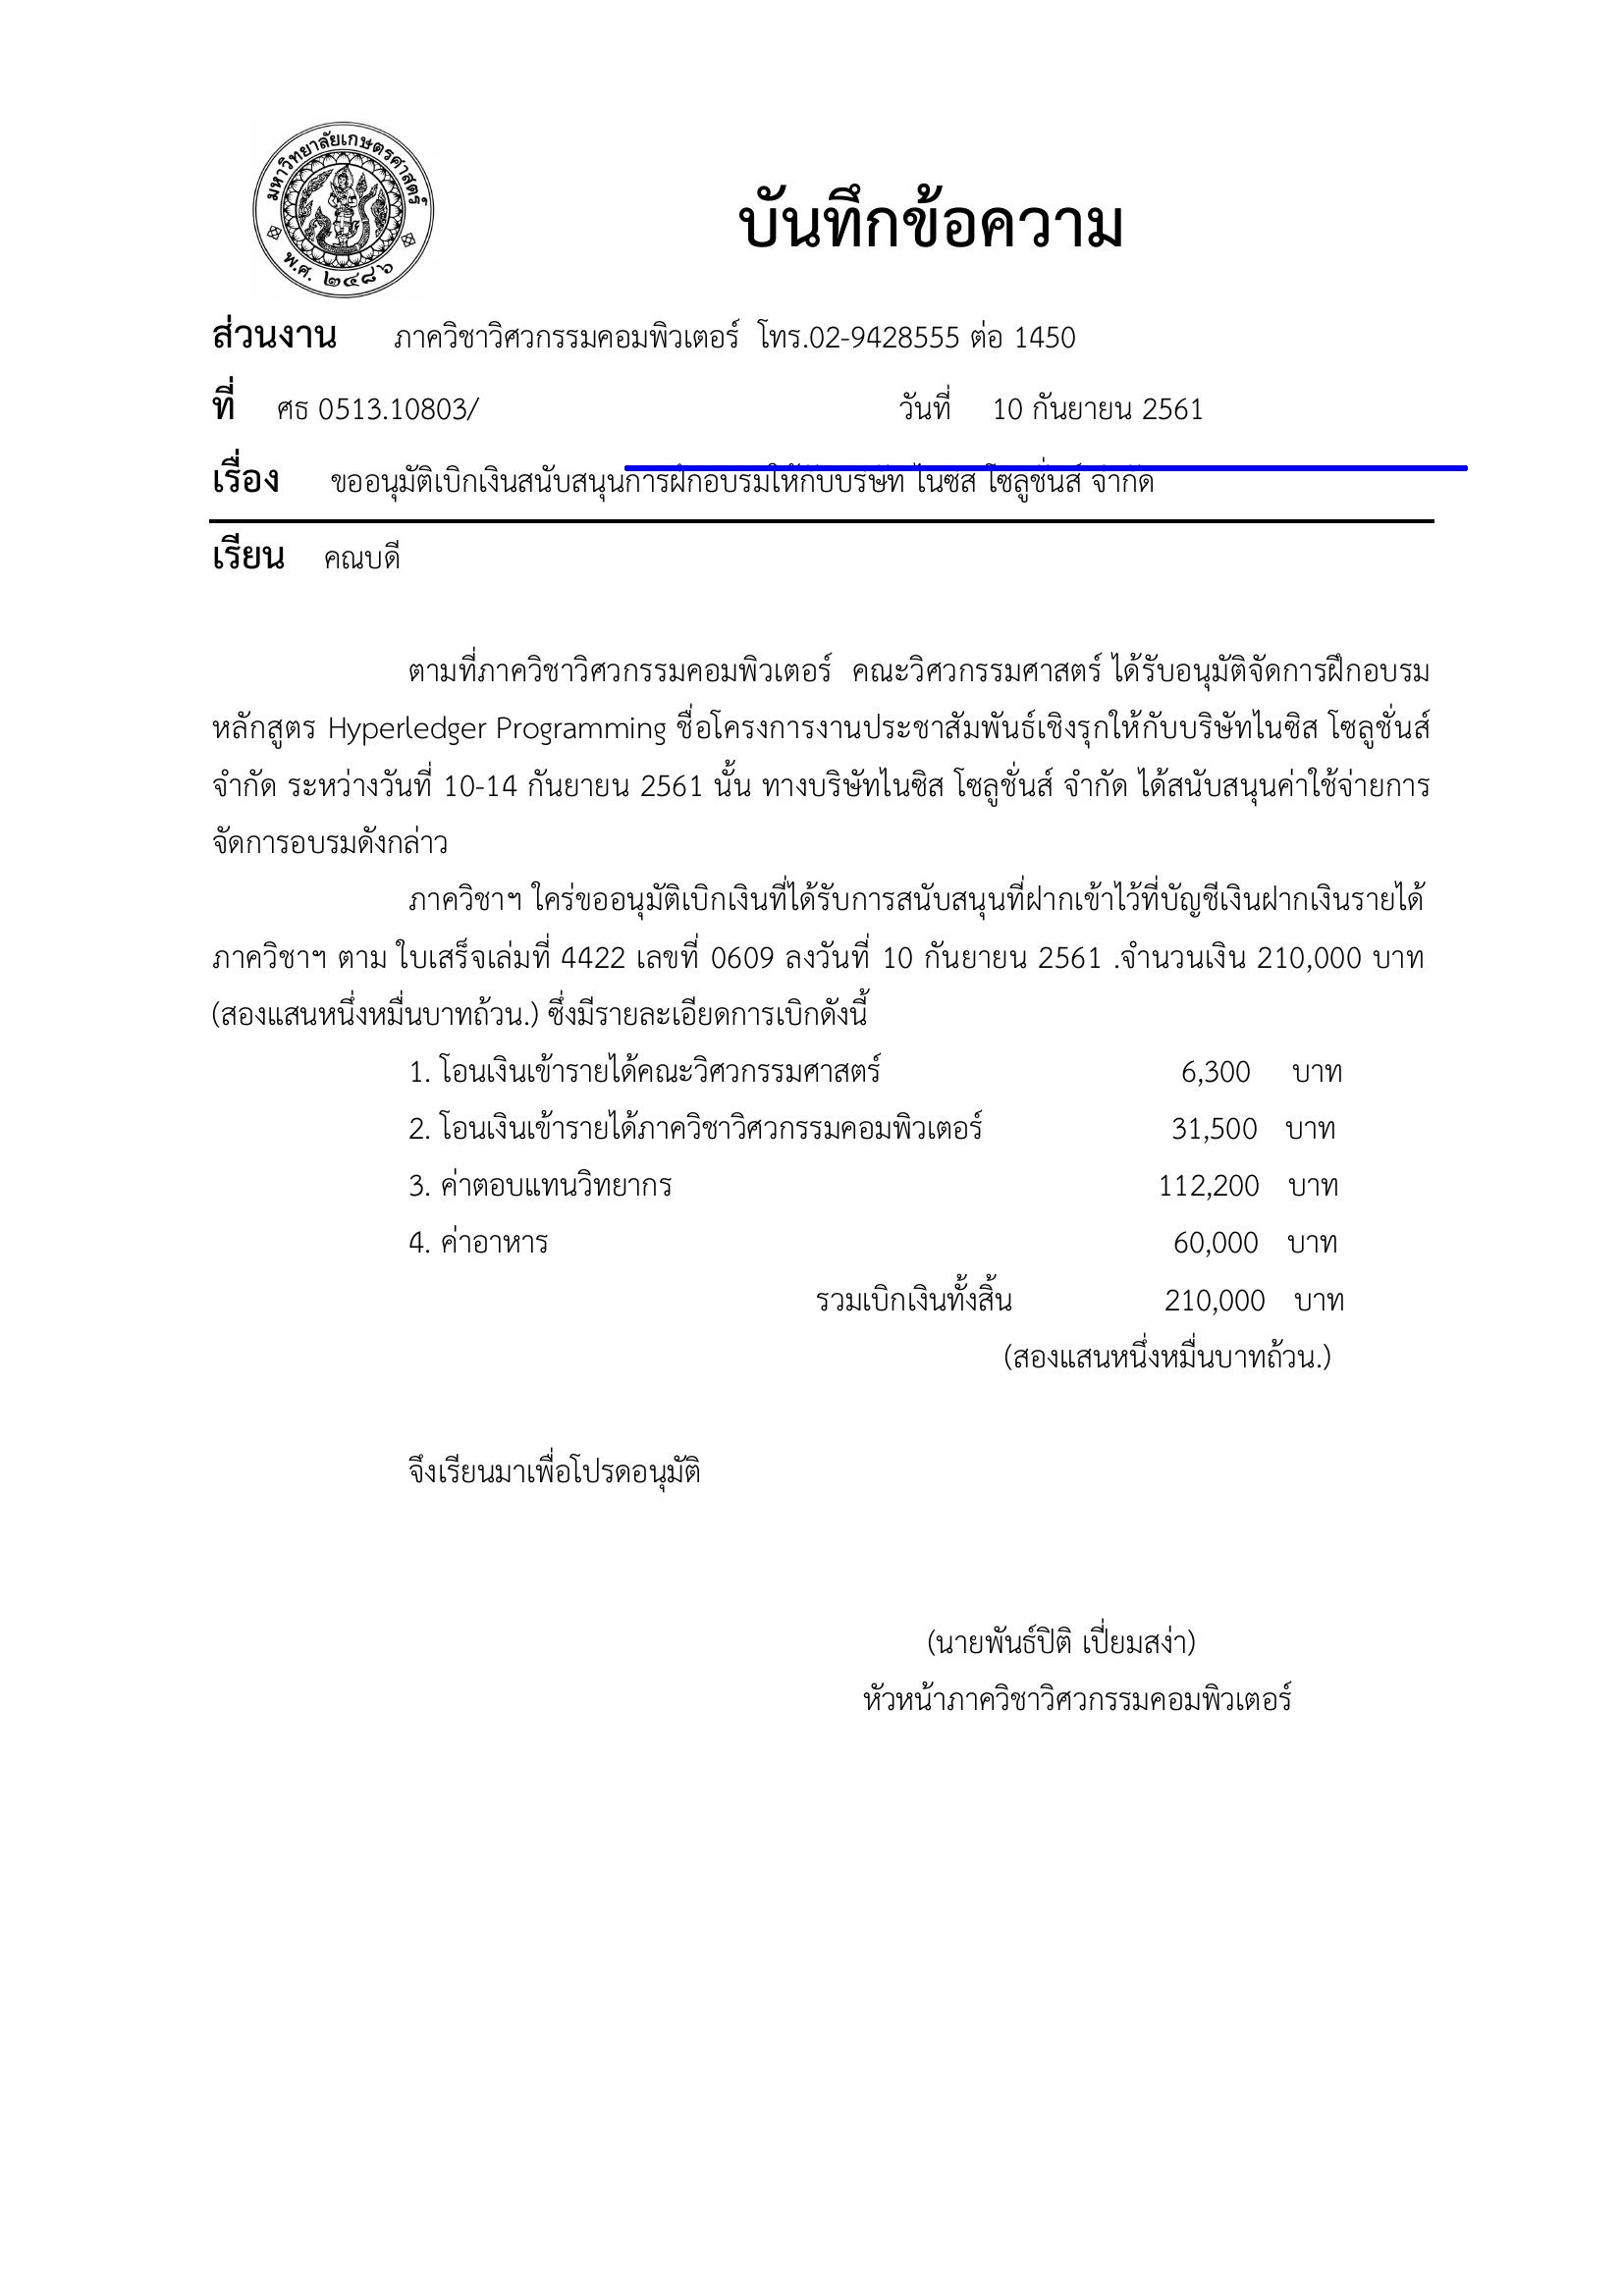 มหาวิทยาลัยเกษตรศาสตร์
พ.ศ. ๒๔๘๖
บันทึกข้อความ
ส่วนงาน ภาควิชาวิศวกรรมคอมพิวเตอร์ โทร.02-9428555 ต่อ 1450
ที่ ศธ 0513.10803/ วันที่ 10 กันยายน 2561
เรื่อง ขออนุมัติเบิกเงินสนับสนุนการฝึกอบรมให้กับบริษัท ไนซิส โซลูชั่นส์ จำกัด
เรียน คณบดี
ตามที่ภาควิชาวิศวกรรมคอมพิวเตอร์ คณะวิศวกรรมศาสตร์ ได้รับอนุมัติจัดการฝึกอบรม
หลักสูตร Hyperledger Programming ชื่อโครงการงานประชาสัมพันธ์เชิงรุกให้กับบริษัทไนซิส โซลูชั่นส์
จำกัด ระหว่างวันที่ 10-14 กันยายน 2561 นั้น ทางบริษัทไนซิส โซลูชั่นส์ จำกัด ได้สนับสนุนค่าใช้จ่ายการ
จัดการอบรมดังกล่าว
ภาควิชาฯ ใคร่ขออนุมัติเบิกเงินที่ได้รับการสนับสนุนที่ฝากเข้าไว้ที่บัญชีเงินฝากเงินรายได้
ภาควิชาฯ ตาม ใบเสร็จเล่มที่ 4422 เลขที่ 0609 ลงวันที่ 10 กันยายน 2561 .จำนวนเงิน 210,000 บาท
(สองแสนหนึ่งหมื่นบาทถ้วน.) ซึ่งมีรายละเอียดการเบิกดังนี้
1. โอนเงินเข้ารายได้คณะวิศวกรรมศาสตร์ 6,300 บาท
2. โอนเงินเข้ารายได้ภาควิชาวิศวกรรมคอมพิวเตอร์ 31,500 บาท
3. ค่าตอบแทนวิทยากร 112,200 บาท
4. ค่าอาหาร 60,000 บาท
รวมเบิกเงินทั้งสิ้น 210,000 บาท
(สองแสนหนึ่งหมื่นบาทถ้วน.)
จึงเรียนมาเพื่อโปรดอนุมัติ
(นายพันธ์ปิติ เปี่ยมสง่า)
หัวหน้าภาควิชาวิศวกรรมคอมพิวเตอร์